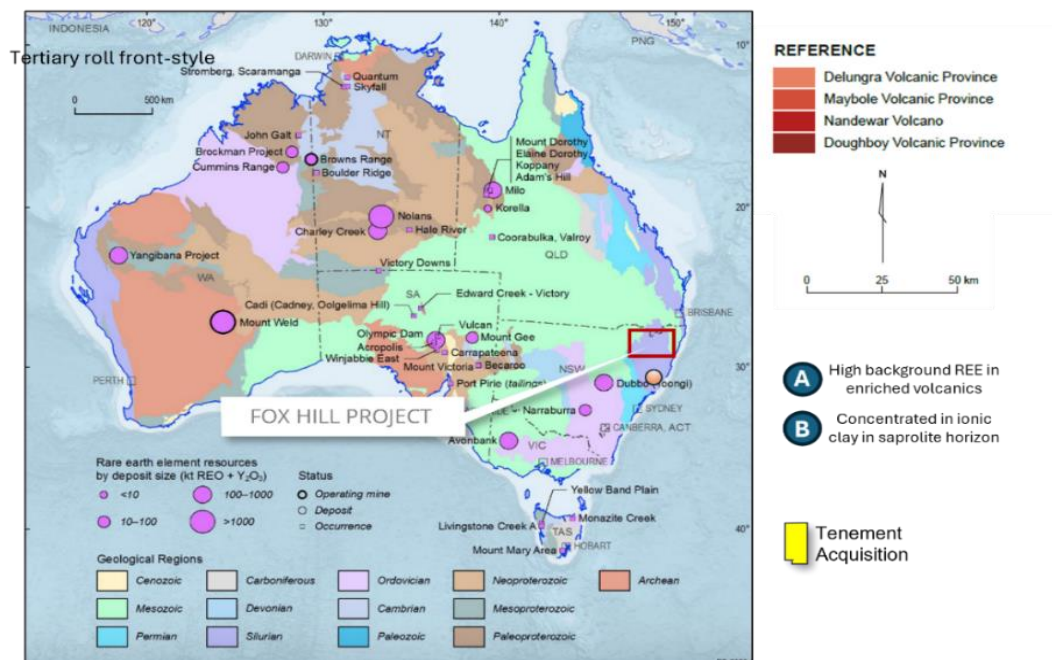 INDONESIA
120°
130°
140°
150°
PNG
10°
Tertiary roll front-style
DARWIN
Stromberg, Scaramanga
Quantum
Skyfall
0
500 km
NT
John Galt
Brockman Project
Cummins Range
Browns Range
Boulder Ridge
Mount Dorothy
Elaine Dorothy
Koppany
Adam's Hill
Milo
Korella
20°
Nolans
Charley Creek
Hale River
Coorabulka, Valroy
QLD
Yangibana Project
WA
Victory Downs
SA
Edward Creek - Victory
Cadi (Cadney, Oolgelima Hill)
BRISBANE
Mount Weld
Vulcan
Olympic Dam
Acropolis
Winjabbie East
Mount Gee
Carrapateena
Mount Victoria
Becaroo
30°
NSW
PERTH
Port Pirie (tailings)
Dubbo (Toongi)
FOX HILL PROJECT
Narraburra
SYDNEY
CANBERRA, ACT
Avonbank
VIC
MELBOURNE
Yellow Band Plain
Livingstone Creek A
Monazite Creek
TAS
HOBART
Mount Mary Area
40°
Rare earth element resources
by deposit size (kt REO + Y₂O₃)
<10
10–100
100–1000
>1000
Status
Operating mine
Deposit
Occurrence
Geological Regions
Cenozoic
Carboniferous
Ordovician
Neoproterozoic
Archean
Mesozoic
Devonian
Cambrian
Mesoproterozoic
Permian
Silurian
Paleozoic
Paleoproterozoic
REFERENCE
Delungra Volcanic Province
Maybole Volcanic Province
Nandewar Volcano
Doughboy Volcanic Province
N
0
25
50 km
A
High background REE in
enriched volcanics
B
Concentrated in ionic
clay in saprolite horizon
Tenement
Acquisition